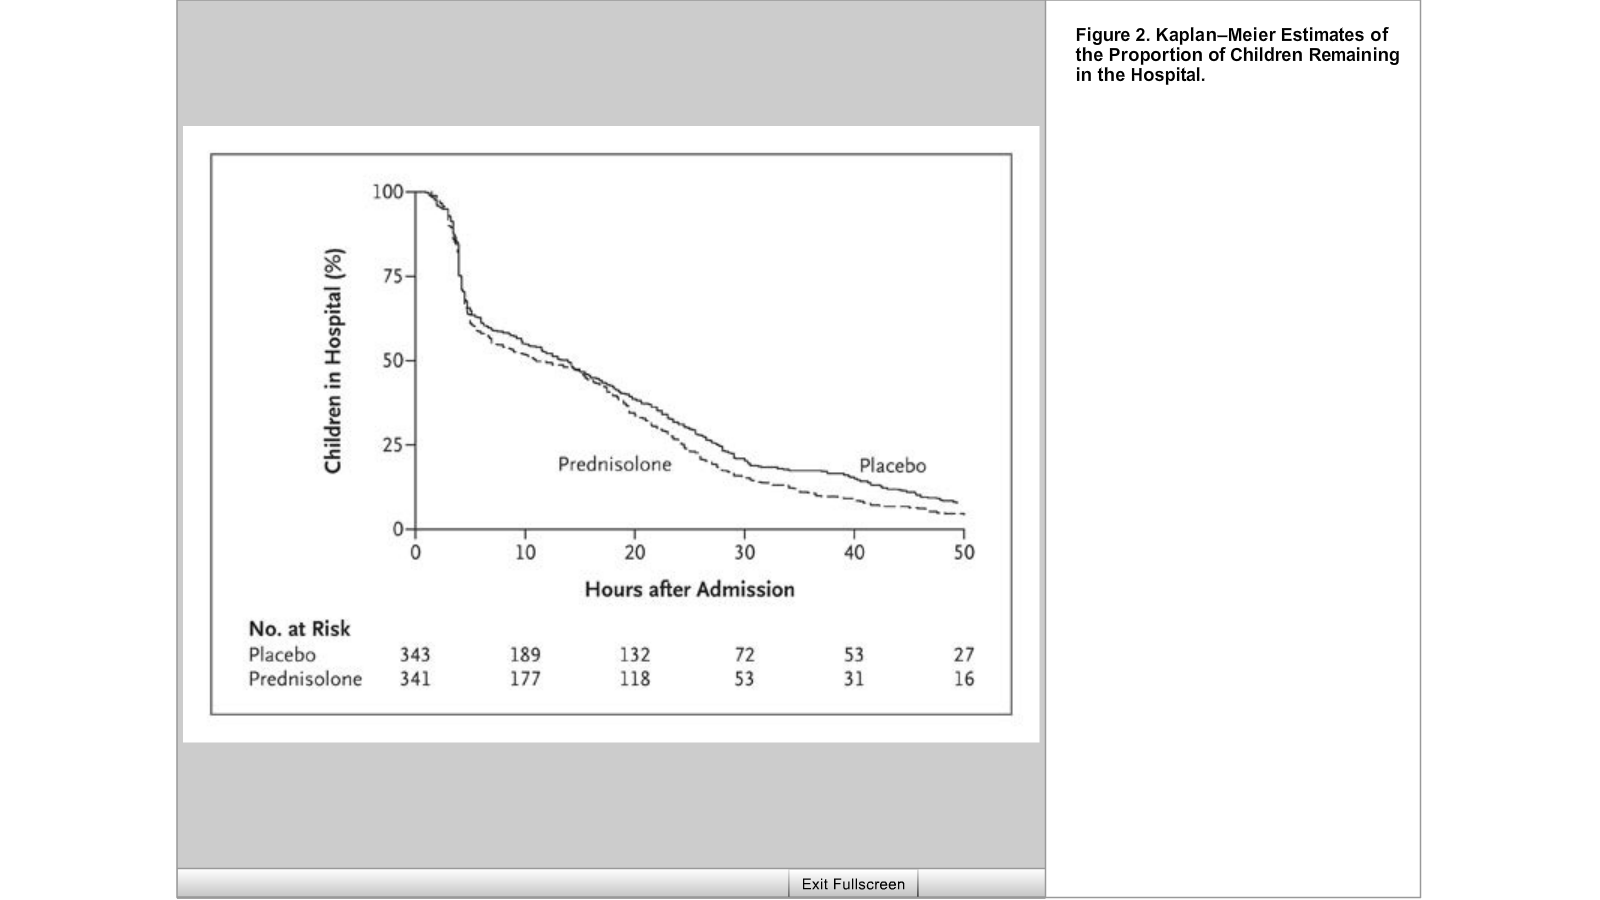 Figure 2. Kaplan–Meier Estimates of
the Proportion of Children Remaining
in the Hospital.
Children in Hospital (%)
100
75
50
25
0
Prednisolone
Placebo
0 10 20 30 40 50
Hours after Admission
No. at Risk
Placebo 343 189 132 72 53 27
Prednisolone 341 177 118 53 31 16
Exit Fullscreen